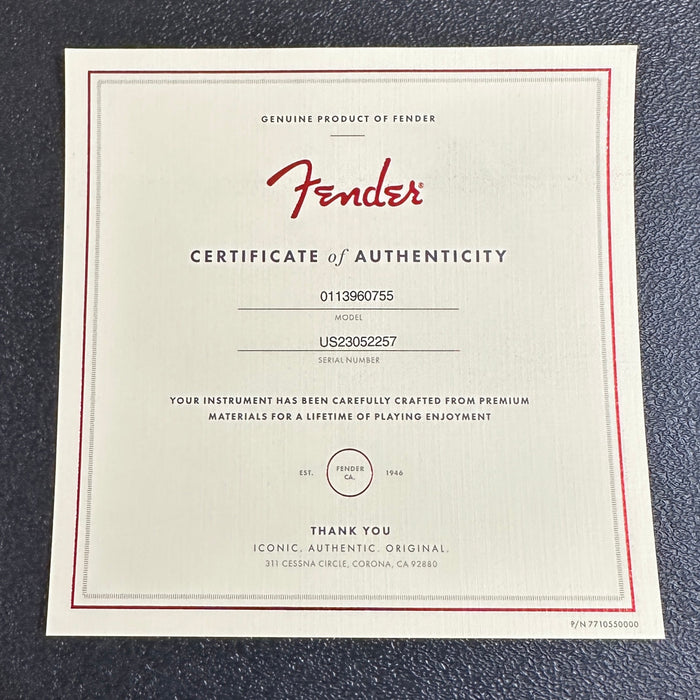 GENUINE PRODUCT OF FENDER
Fender®
CERTIFICATE of AUTHENTICITY
0113960755
MODEL
US23052257
SERIAL NUMBER
YOUR INSTRUMENT HAS BEEN CAREFULLY CRAFTED FROM PREMIUM
MATERIALS FOR A LIFETIME OF PLAYING ENJOYMENT
EST. FENDER CA. 1946
THANK YOU
ICONIC. AUTHENTIC. ORIGINAL.
311 CESSNA CIRCLE, CORONA, CA 92880
P/N 7710550000